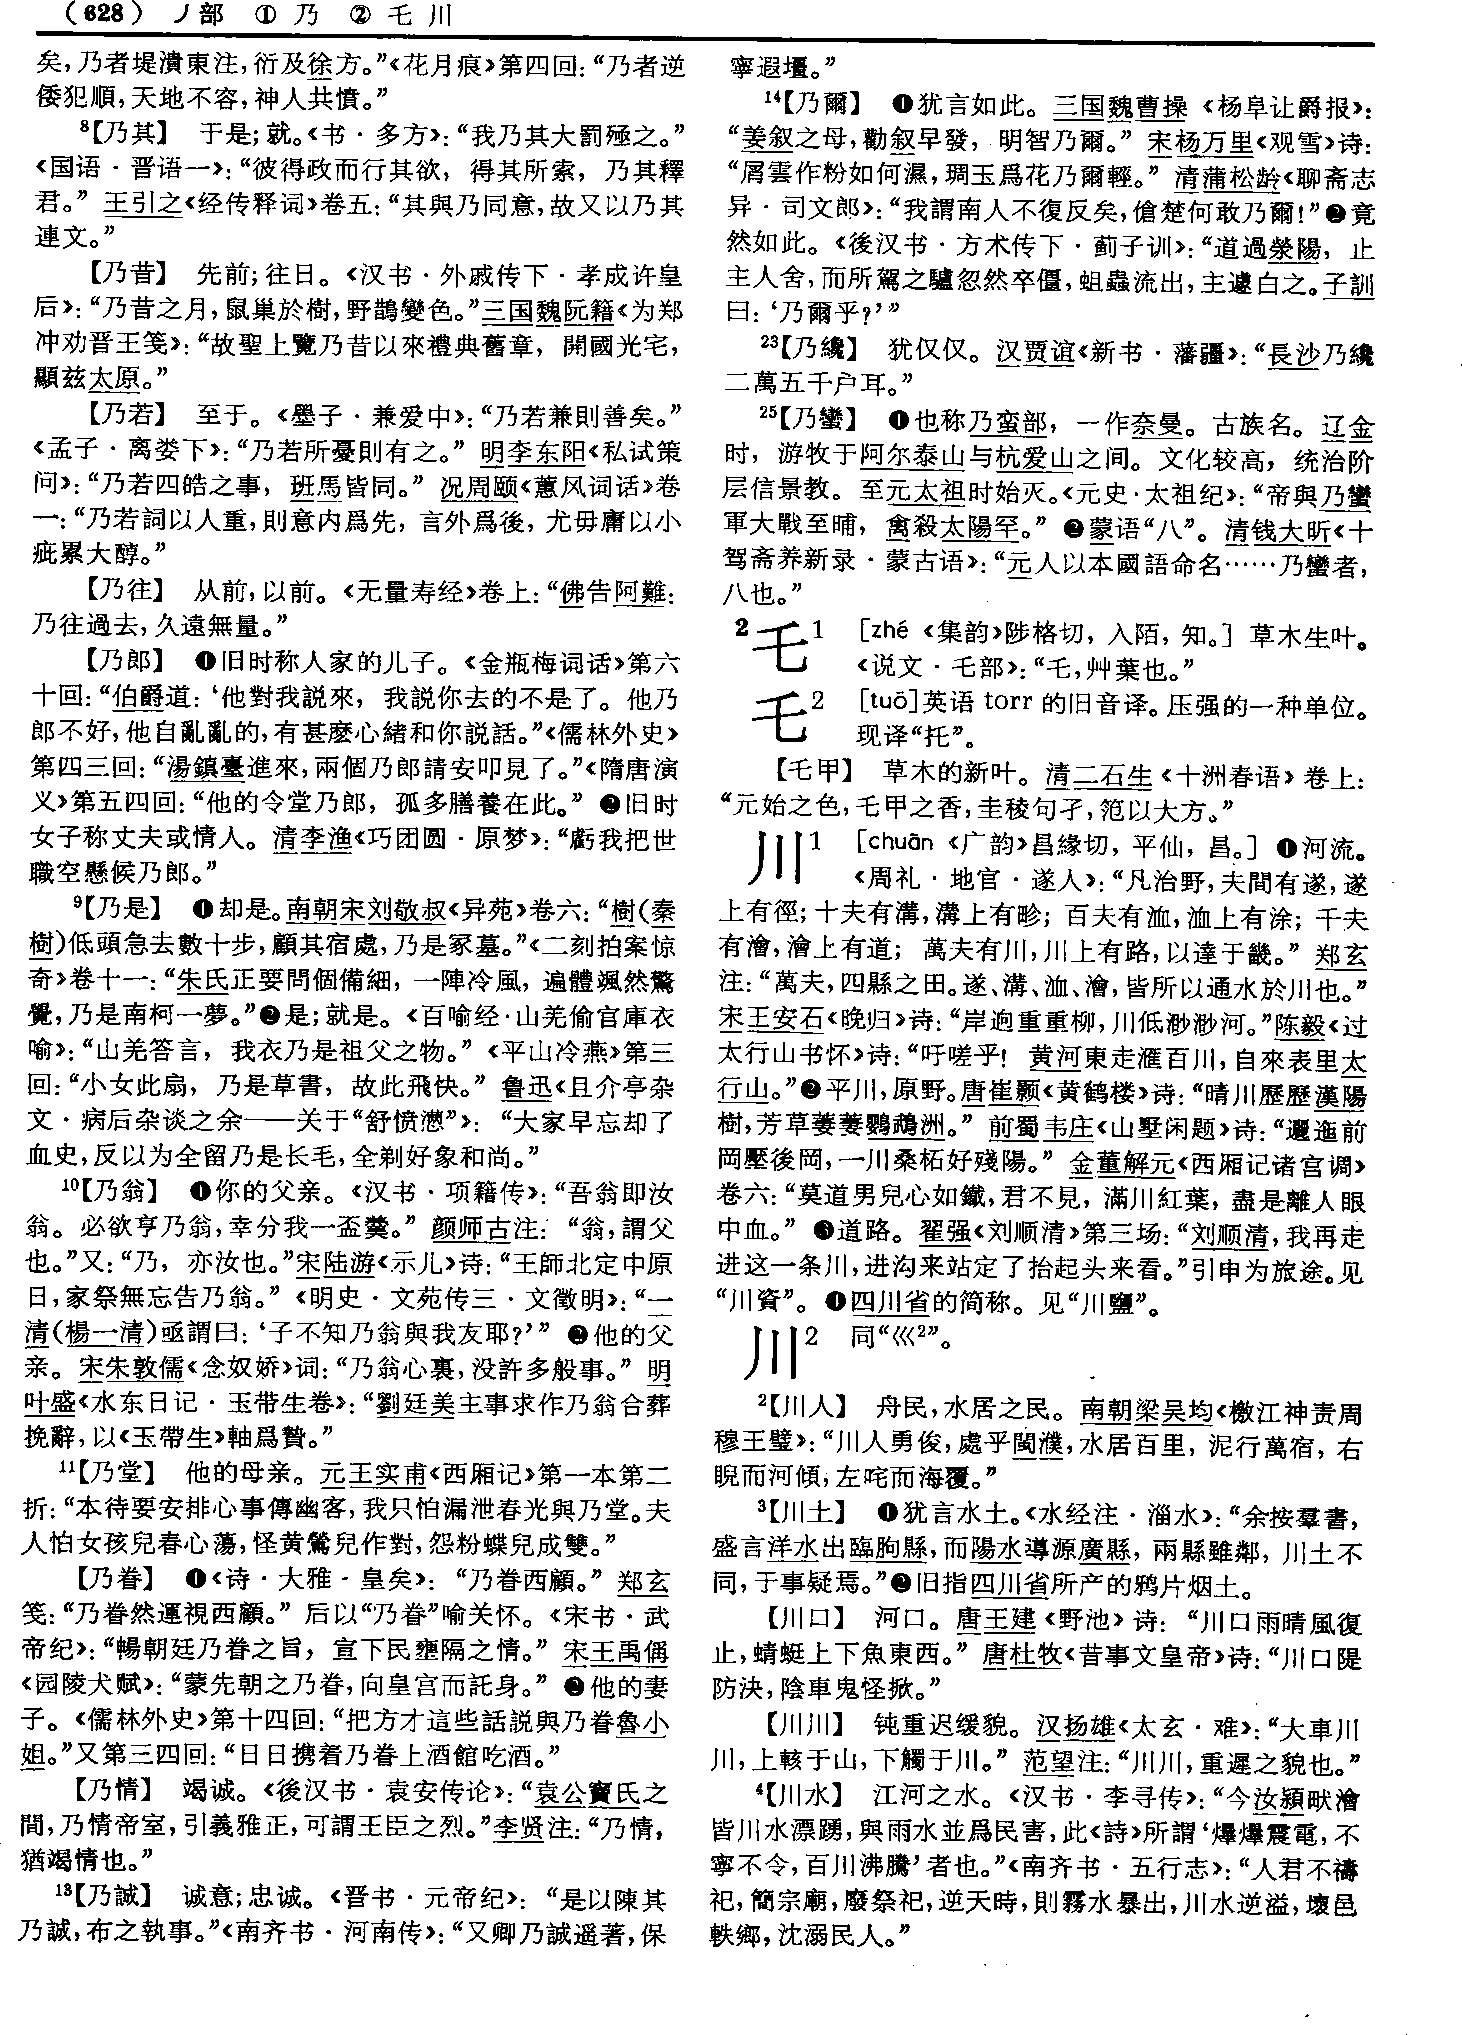 （628） 丿部 ① 乃 ② 乇 川
矣，乃者堤潰東注，衍及徐方。”《花月痕》第四回：“乃者逆
倭犯順，天地不容，神人共憤。”
8【乃其】 于是；就。《书·多方》：“我乃其大罰殛之。”
《国语·晋语一》：“彼得政而行其欲，得其所索，乃其釋
君。”王引之《经传释词》卷五：“其與乃同意，故又以乃其
連文。”
【乃昔】 先前；往日。《汉书·外戚传下·孝成许皇
后》：“乃昔之月，鼠巢於樹，野鵲變色。”三国魏阮籍《为郑
冲劝晋王笺》：“故聖上覽乃昔以來禮典舊章，開國光宅，
顯兹太原。”
【乃若】 至于。《墨子·兼爱中》：“乃若兼則善矣。”
《孟子·离娄下》：“乃若所憂則有之。”明李东阳《私试策
问》：“乃若四皓之事，班馬皆同。”况周颐《蕙风词话》卷
一：“乃若詞以人重，則意内爲先，言外爲後，尤毋庸以小
疵累大醇。”
【乃往】 从前，以前。《无量寿经》卷上：“佛告阿難：
乃往過去，久遠無量。”
【乃郎】 ❶旧时称人家的儿子。《金瓶梅词话》第六
十回：“伯爵道：‘他對我説來，我説你去的不是了。他乃
郎不好，他自亂亂的，有甚麽心緒和你説話。”《儒林外史》
第四三回：“湯鎮臺進來，兩個乃郎請安叩見了。”《隋唐演
义》第五四回：“他的令堂乃郎，孤多膳養在此。”❷旧时
女子称丈夫或情人。清李渔《巧团圆·原梦》：“虧我把世
職空懸候乃郎。”
9【乃是】 ❶却是。南朝宋刘敬叔《异苑》卷六：“樹(秦
樹)低頭急去數十步，顧其宿處，乃是冢墓。”《二刻拍案惊
奇》卷十一：“朱氏正要問個備細，一陣冷風，遍體颯然驚
覺，乃是南柯一夢。”❷是；就是。《百喻经·山羌偷官庫衣
喻》：“山羌答言，我衣乃是祖父之物。”《平山冷燕》第三
回：“小女此扇，乃是草書，故此飛快。”鲁迅《且介亭杂
文·病后杂谈之余——关于“舒愤懑”》：“大家早忘却了
血史，反以为全留乃是长毛，全剃好象和尚。”
10【乃翁】 ❶你的父亲。《汉书·项籍传》：“吾翁即汝
翁。必欲亨乃翁，幸分我一盃羹。”颜师古注：“翁，謂父
也。”又：“乃，亦汝也。”宋陆游《示儿》诗：“王師北定中原
日，家祭無忘告乃翁。”《明史·文苑传三·文徵明》：“一
清(楊一清)亟謂曰：‘子不知乃翁與我友耶？’”❷他的父
亲。宋朱敦儒《念奴娇》词：“乃翁心裏，没許多般事。”明
叶盛《水东日记·玉带生卷》：“劉廷美主事求作乃翁合葬
挽辭，以《玉帶生》軸爲贄。”
11【乃堂】 他的母亲。元王实甫《西厢记》第一本第二
折：“本待要安排心事傳幽客，我只怕漏泄春光與乃堂。夫
人怕女孩兒春心蕩，怪黄鶯兒作對，怨粉蝶兒成雙。”
【乃眷】 ❶《诗·大雅·皇矣》：“乃眷西顧。”郑玄
笺：“乃眷然運視西顧。”后以“乃眷”喻关怀。《宋书·武
帝纪》：“暢朝廷乃眷之旨，宣下民壅隔之情。”宋王禹偁
《园陵犬赋》：“蒙先朝之乃眷，向皇宫而託身。”❷他的妻
子。《儒林外史》第十四回：“把方才這些話説與乃眷魯小
姐。”又第三四回：“日日携着乃眷上酒館吃酒。”
【乃情】 竭诚。《後汉书·袁安传论》：“袁公竇氏之
間，乃情帝室，引義雅正，可謂王臣之烈。”李贤注：“乃情，
猶竭情也。”
13【乃誠】 诚意；忠诚。《晋书·元帝纪》：“是以陳其
乃誠，布之執事。”《南齐书·河南传》：“又卿乃誠遥著，保
寧遐壃。”
14【乃爾】 ❶犹言如此。三国魏曹操《杨阜让爵报》：
“姜叙之母，勸叙早發，明智乃爾。”宋杨万里《观雪》诗：
“屑雲作粉如何濕，琱玉爲花乃爾輕。”清蒲松龄《聊斋志
异·司文郎》：“我謂南人不復反矣，傖楚何敢乃爾！”❷竟
然如此。《後汉书·方术传下·蓟子训》：“道過滎陽，止
主人舍，而所駕之驢忽然卒僵，蛆蟲流出，主遽白之。子訓
曰：‘乃爾乎？’”
23【乃纔】 犹仅仅。汉贾谊《新书·藩疆》：“長沙乃纔
二萬五千户耳。”
25【乃蠻】 ❶也称乃蛮部，一作奈曼。古族名。辽金
时，游牧于阿尔泰山与杭爱山之间。文化较高，统治阶
层信景教。至元太祖时始灭。《元史·太祖纪》：“帝與乃蠻
軍大戰至晡，禽殺太陽罕。”❷蒙语“八”。清钱大昕《十
驾斋养新录·蒙古语》：“元人以本國語命名……乃蠻者，
八也。”
2 乇1 ［zhé 《集韵》陟格切，入陌，知。］草木生叶。
《说文·乇部》：“乇，艸葉也。”
乇2 ［tuō］英语 torr 的旧音译。压强的一种单位。
现译“托”。
【乇甲】 草木的新叶。清二石生《十洲春语》卷上：
“元始之色，乇甲之香，圭稜句孑，笵以大方。”
川1 ［chuān 《广韵》昌緣切，平仙，昌。］❶河流。
《周礼·地官·遂人》：“凡治野，夫間有遂，遂
上有徑；十夫有溝，溝上有畛；百夫有洫，洫上有涂；千夫
有澮，澮上有道；萬夫有川，川上有路，以達于畿。”郑玄
注：“萬夫，四縣之田。遂、溝、洫、澮，皆所以通水於川也。”
宋王安石《晚归》诗：“岸迥重重柳，川低渺渺河。”陈毅《过
太行山书怀》诗：“吁嗟乎！黄河東走滙百川，自來表里太
行山。”❷平川，原野。唐崔颢《黄鹤楼》诗：“晴川歷歷漢陽
樹，芳草萋萋鹦鵡洲。”前蜀韦庄《山墅闲题》诗：“邐迤前
岡壓後岡，一川桑柘好殘陽。”金董解元《西厢记诸宫调》
卷六：“莫道男兒心如鐵，君不見，滿川紅葉，盡是離人眼
中血。”❸道路。翟强《刘顺清》第三场：“刘顺清，我再走
进这一条川，进沟来站定了抬起头来看。”引申为旅途。见
“川資”。❹四川省的简称。见“川鹽”。
川2 同“巛2”。
2【川人】 舟民，水居之民。南朝梁吴均《檄江神责周
穆王璧》：“川人勇俊，處乎閩濮，水居百里，泥行萬宿，右
睨而河傾，左咤而海覆。”
3【川土】 ❶犹言水土。《水经注·淄水》：“余按羣書，
盛言洋水出臨朐縣，而陽水導源廣縣，兩縣雖鄰，川土不
同，于事疑焉。”❷旧指四川省所产的鸦片烟土。
【川口】 河口。唐王建《野池》诗：“川口雨晴風復
止，蜻蜓上下魚東西。”唐杜牧《昔事文皇帝》诗：“川口隄
防決，陰車鬼怪掀。”
【川川】 钝重迟缓貌。汉扬雄《太玄·难》：“大車川
川，上輆于山，下觸于川。”范望注：“川川，重遲之貌也。”
4【川水】 江河之水。《汉书·李寻传》：“今汝潁畎澮
皆川水漂踴，與雨水並爲民害，此《詩》所謂‘爆爆震電，不
寧不令，百川沸騰’者也。”《南齐书·五行志》：“人君不禱
祀，簡宗廟，廢祭祀，逆天時，則霧水暴出，川水逆溢，壞邑
軼鄉，沈溺民人。”